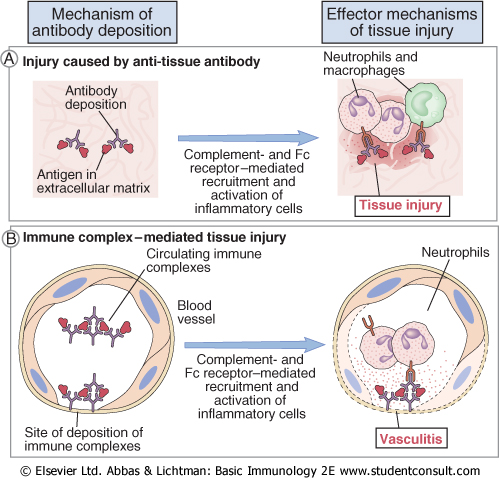 Mechanism of
antibody deposition
Effector mechanisms
of tissue injury
A Injury caused by anti-tissue antibody
Antibody
deposition
Antigen in
extracellular matrix
Complement- and Fc
receptor–mediated
recruitment and
activation of
inflammatory cells
Neutrophils and
macrophages
Tissue injury
B Immune complex–mediated tissue injury
Circulating immune
complexes
Blood
vessel
Site of deposition of
immune complexes
Complement- and
Fc receptor–mediated
recruitment and
activation of
inflammatory cells
Neutrophils
Vasculitis
© Elsevier Ltd. Abbas & Lichtman: Basic Immunology 2E www.studentconsult.com